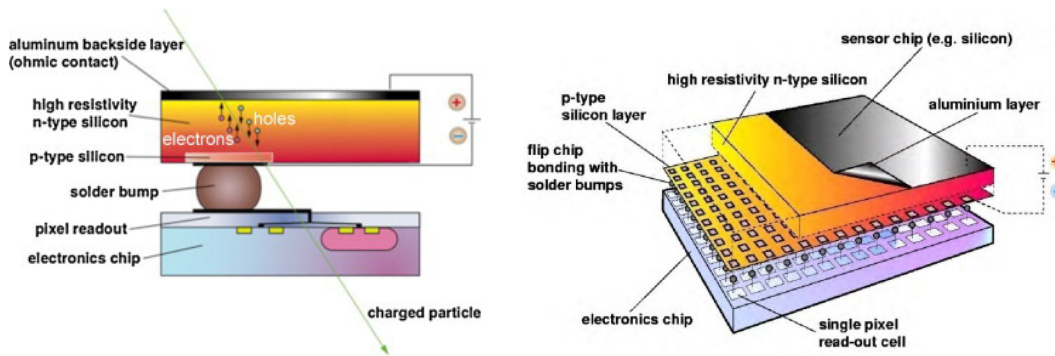 aluminum backside layer
(ohmic contact)
high resistivity
n-type silicon
holes
electrons
p-type silicon
solder bump
pixel readout
electronics chip
charged particle
+
−
sensor chip (e.g. silicon)
high resistivity n-type silicon
p-type
silicon layer
aluminium layer
flip chip
bonding with
solder bumps
electronics chip
single pixel
read-out cell
+